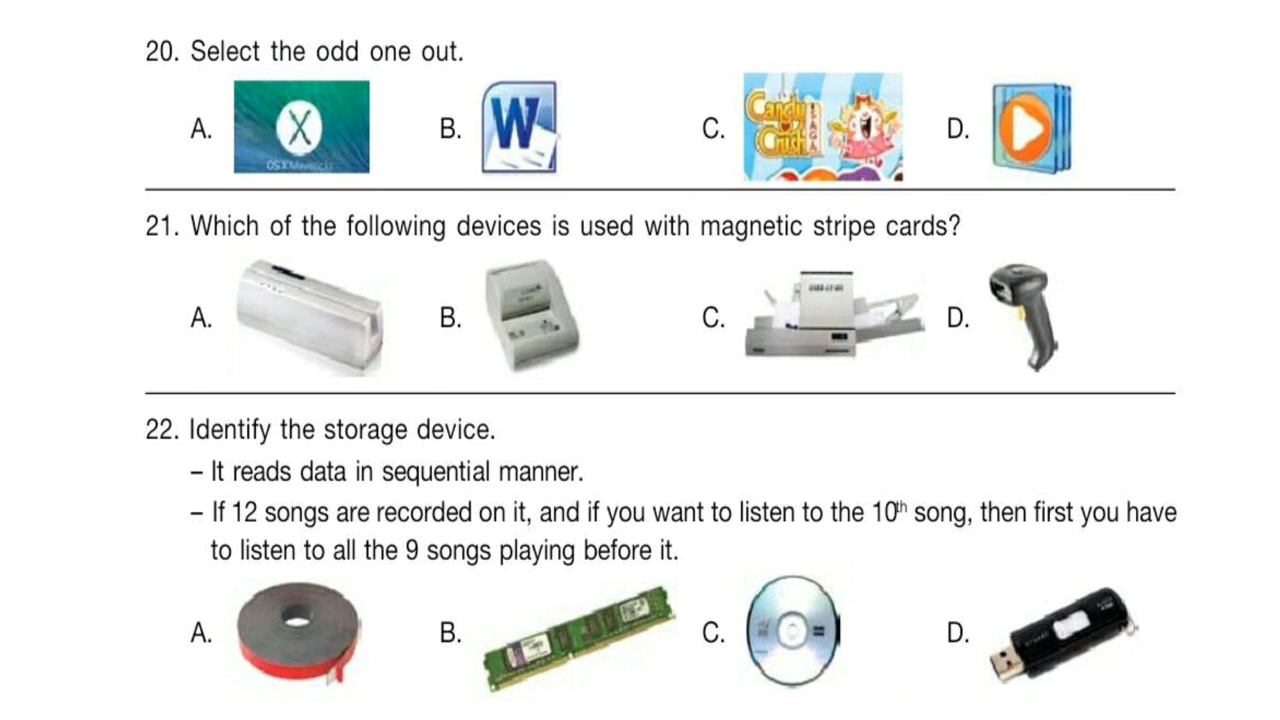 20. Select the odd one out.
A.
OS X Mavericks
B.
W
C.
Candy Crush SAGA
D.
21. Which of the following devices is used with magnetic stripe cards?
A.
B.
C.
D.
22. Identify the storage device.
– It reads data in sequential manner.
– If 12 songs are recorded on it, and if you want to listen to the 10th song, then first you have
to listen to all the 9 songs playing before it.
A.
B.
C.
D.